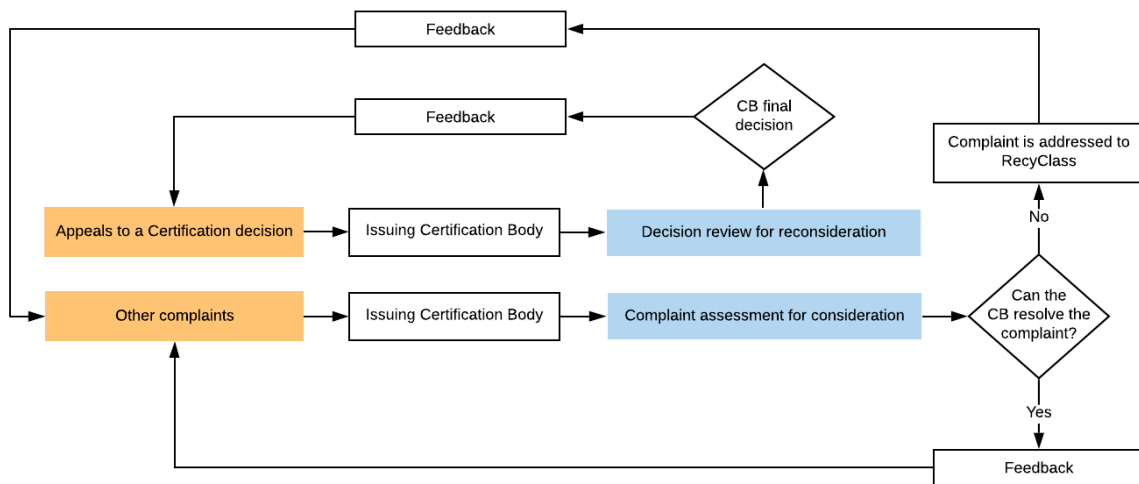 Feedback
Feedback
CB final
decision
Complaint is addressed to
RecyClass
No
Appeals to a Certification decision
Issuing Certification Body
Decision review for reconsideration
Other complaints
Issuing Certification Body
Complaint assessment for consideration
Can the
CB resolve the
complaint?
Yes
Feedback